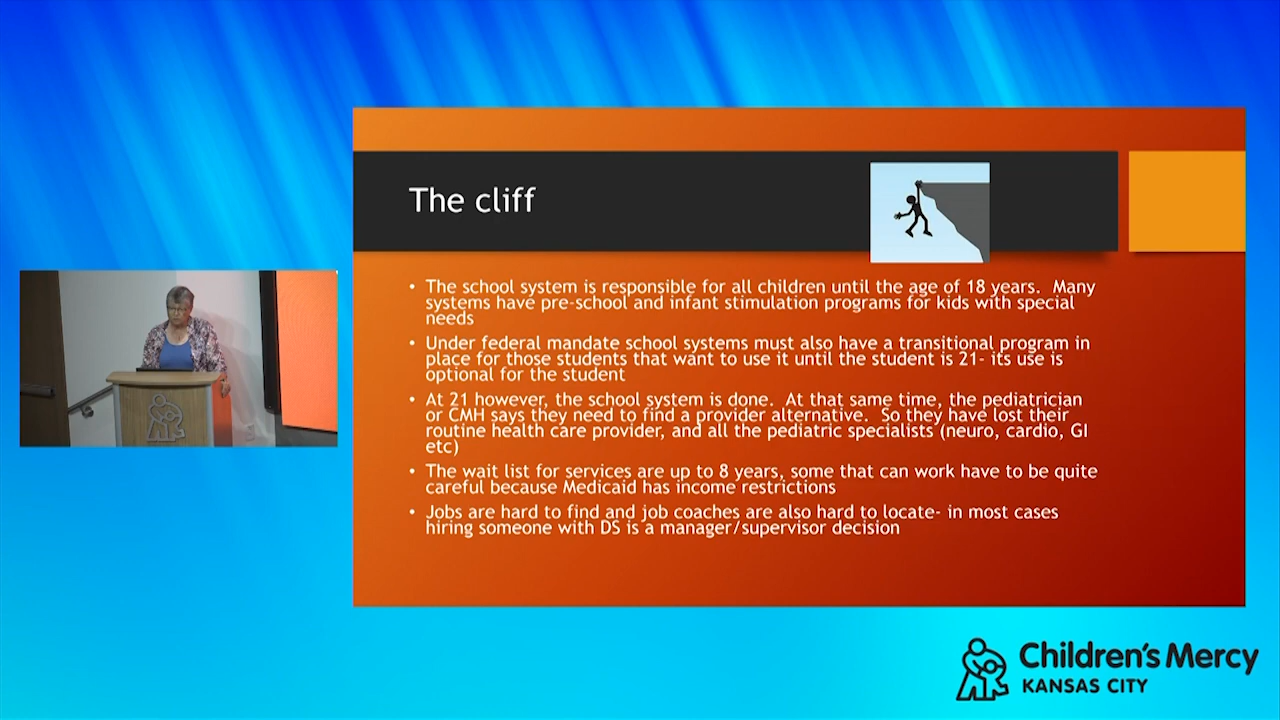 The cliff
• The school system is responsible for all children until the age of 18 years.  Many
systems have pre-school and infant stimulation programs for kids with special
needs
• Under federal mandate school systems must also have a transitional program in
place for those students that want to use it until the student is 21- its use is
optional for the student
• At 21 however, the school system is done.  At that same time, the pediatrician
or CMH says they need to find a provider alternative.  So they have lost their
routine health care provider, and all the pediatric specialists (neuro, cardio, GI
etc)
• The wait list for services are up to 8 years, some that can work have to be quite
careful because Medicaid has income restrictions
• Jobs are hard to find and job coaches are also hard to locate- in most cases
hiring someone with DS is a manager/supervisor decision
Children's Mercy
KANSAS CITY